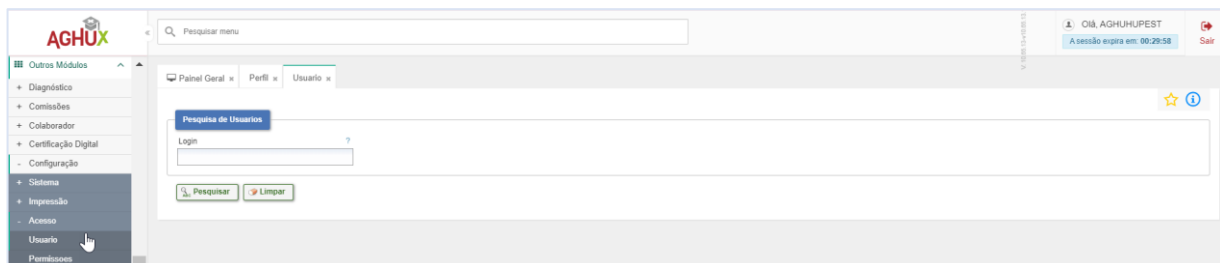 AGHUX
«
Pesquisar menu
Olá, AGHUHUPEST
A sessão expira em: 00:29:58
Sair
Outros Módulos
+ Diagnóstico
+ Comissões
+ Colaborador
+ Certificação Digital
- Configuração
+ Sistema
+ Impressão
- Acesso
Usuario
Permissoes
Painel Geral x
Perfil x
Usuario x
Pesquisa de Usuarios
Login ?
Pesquisar
Limpar